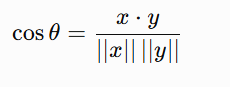 cos θ = x · y / ||x|| ||y||